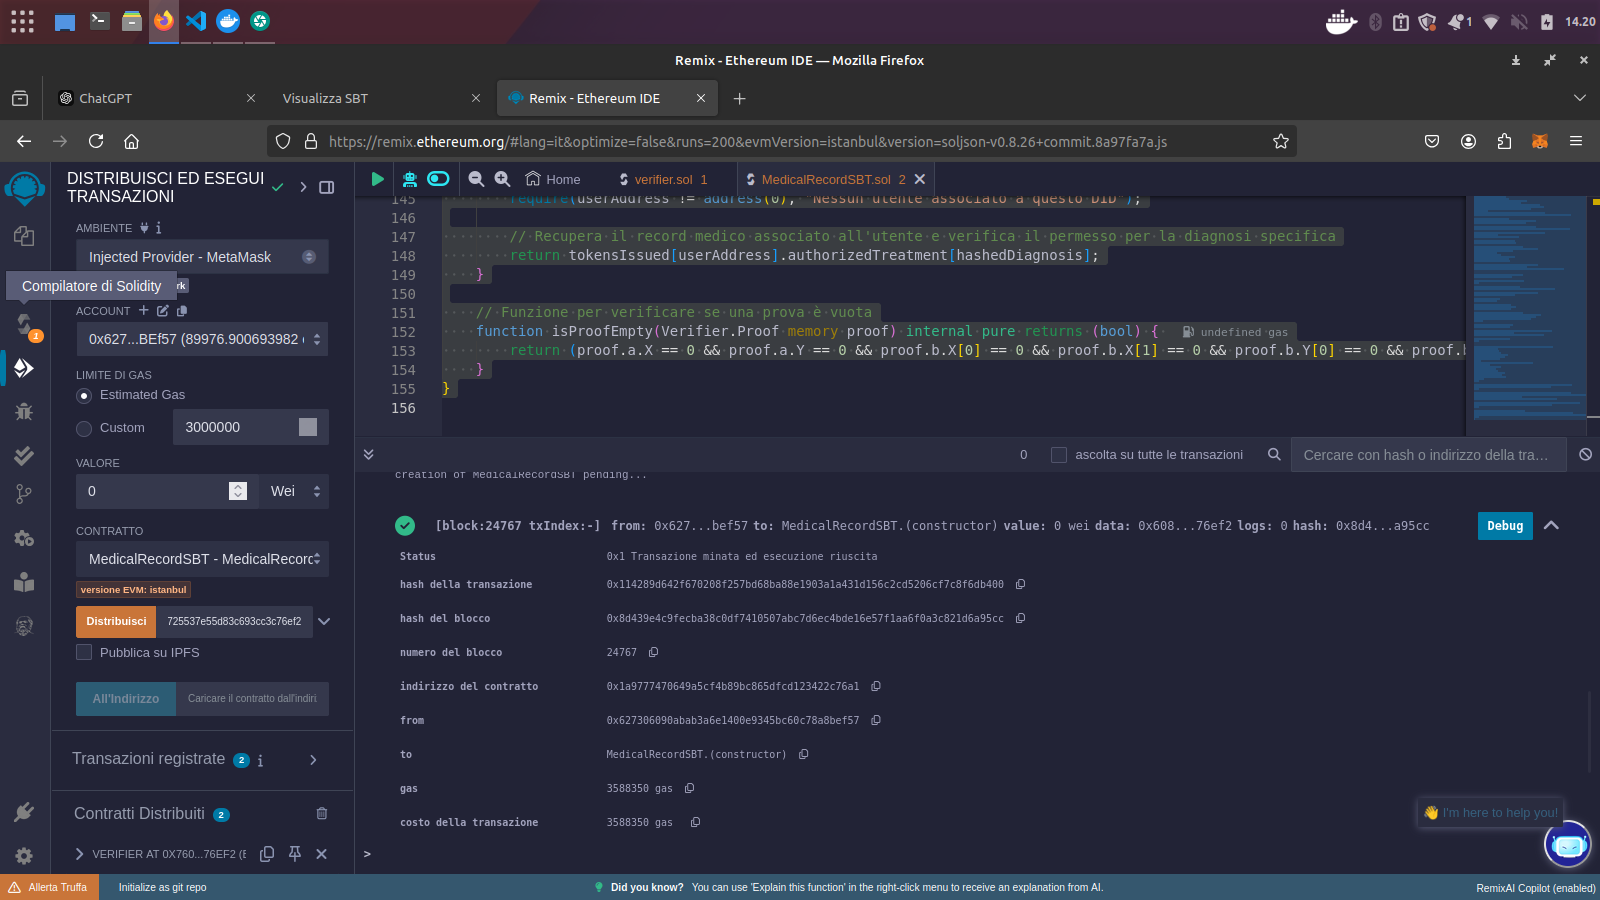 1
14.20
Remix - Ethereum IDE — Mozilla Firefox
ChatGPT
Visualizza SBT
Remix - Ethereum IDE
https://remix.ethereum.org/#lang=it&optimize=false&runs=200&evmVersion=istanbul&version=soljson-v0.8.26+commit.8a97fa7a.js
DISTRIBUISCI ED ESEGUI
TRANSAZIONI
AMBIENTE
Injected Provider - MetaMask
Compilatore di Solidity
rk
1
ACCOUNT
0x627...BEf57 (89976.900693982
LIMITE DI GAS
Estimated Gas
Custom
3000000
VALORE
0
Wei
CONTRATTO
MedicalRecordSBT - MedicalRecord
versione EVM: istanbul
Distribuisci
725537e55d83c693cc3c76ef2
Pubblica su IPFS
All'Indirizzo
Caricare il contratto dall'indiri
Transazioni registrate 2
Contratti Distribuiti 2
VERIFIER AT 0X760...76EF2 (E
Home
verifier.sol 1
MedicalRecordSBT.sol 2
145 require(userAddress != address(0), "Nessun utente associato a questo DID");
146
147 // Recupera il record medico associato all'utente e verifica il permesso per la diagnosi specifica
148 return tokensIssued[userAddress].authorizedTreatment[hashedDiagnosis];
149 }
150
151 // Funzione per verificare se una prova è vuota
152 function isProofEmpty(Verifier.Proof memory proof) internal pure returns (bool) { undefined gas
153 return (proof.a.X == 0 && proof.a.Y == 0 && proof.b.X[0] == 0 && proof.b.X[1] == 0 && proof.b.Y[0] == 0 && proof.b
154 }
155 }
156
0
ascolta su tutte le transazioni
Cercare con hash o indirizzo della tra…
creation of MedicalRecordSBT pending...
[block:24767 txIndex:-] from: 0x627...bef57 to: MedicalRecordSBT.(constructor) value: 0 wei data: 0x608...76ef2 logs: 0 hash: 0x8d4...a95cc
Debug
Status 0x1 Transazione minata ed esecuzione riuscita
hash della transazione 0x114289d642f670208f257bd68ba88e1903a1a431d156c2cd5206cf7c8f6db400
hash del blocco 0x8d439e4c9fecba38c0df7410507abc7d6ec4bde16e57f1aa6f0a3c821d6a95cc
numero del blocco 24767
indirizzo del contratto 0x1a9777470649a5cf4b89bc865dfcd123422c76a1
from 0x627306090abab3a6e1400e9345bc60c78a8bef57
to MedicalRecordSBT.(constructor)
gas 3588350 gas
costo della transazione 3588350 gas
>
👋 I'm here to help you!
Allerta Truffa
Initialize as git repo
Did you know? You can use 'Explain this function' in the right-click menu to receive an explanation from AI.
RemixAI Copilot (enabled)